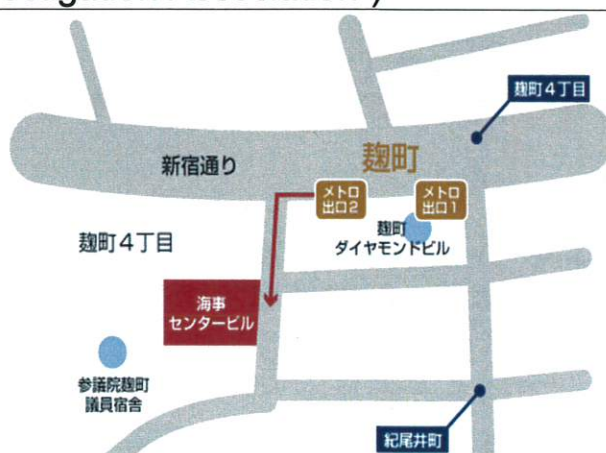 麹町4丁目
新宿通り
麹町
メトロ
出口2
メトロ
出口1
麹町
ダイヤモンドビル
麹町4丁目
海事
センタービル
参議院麹町
議員宿舎
紀尾井町